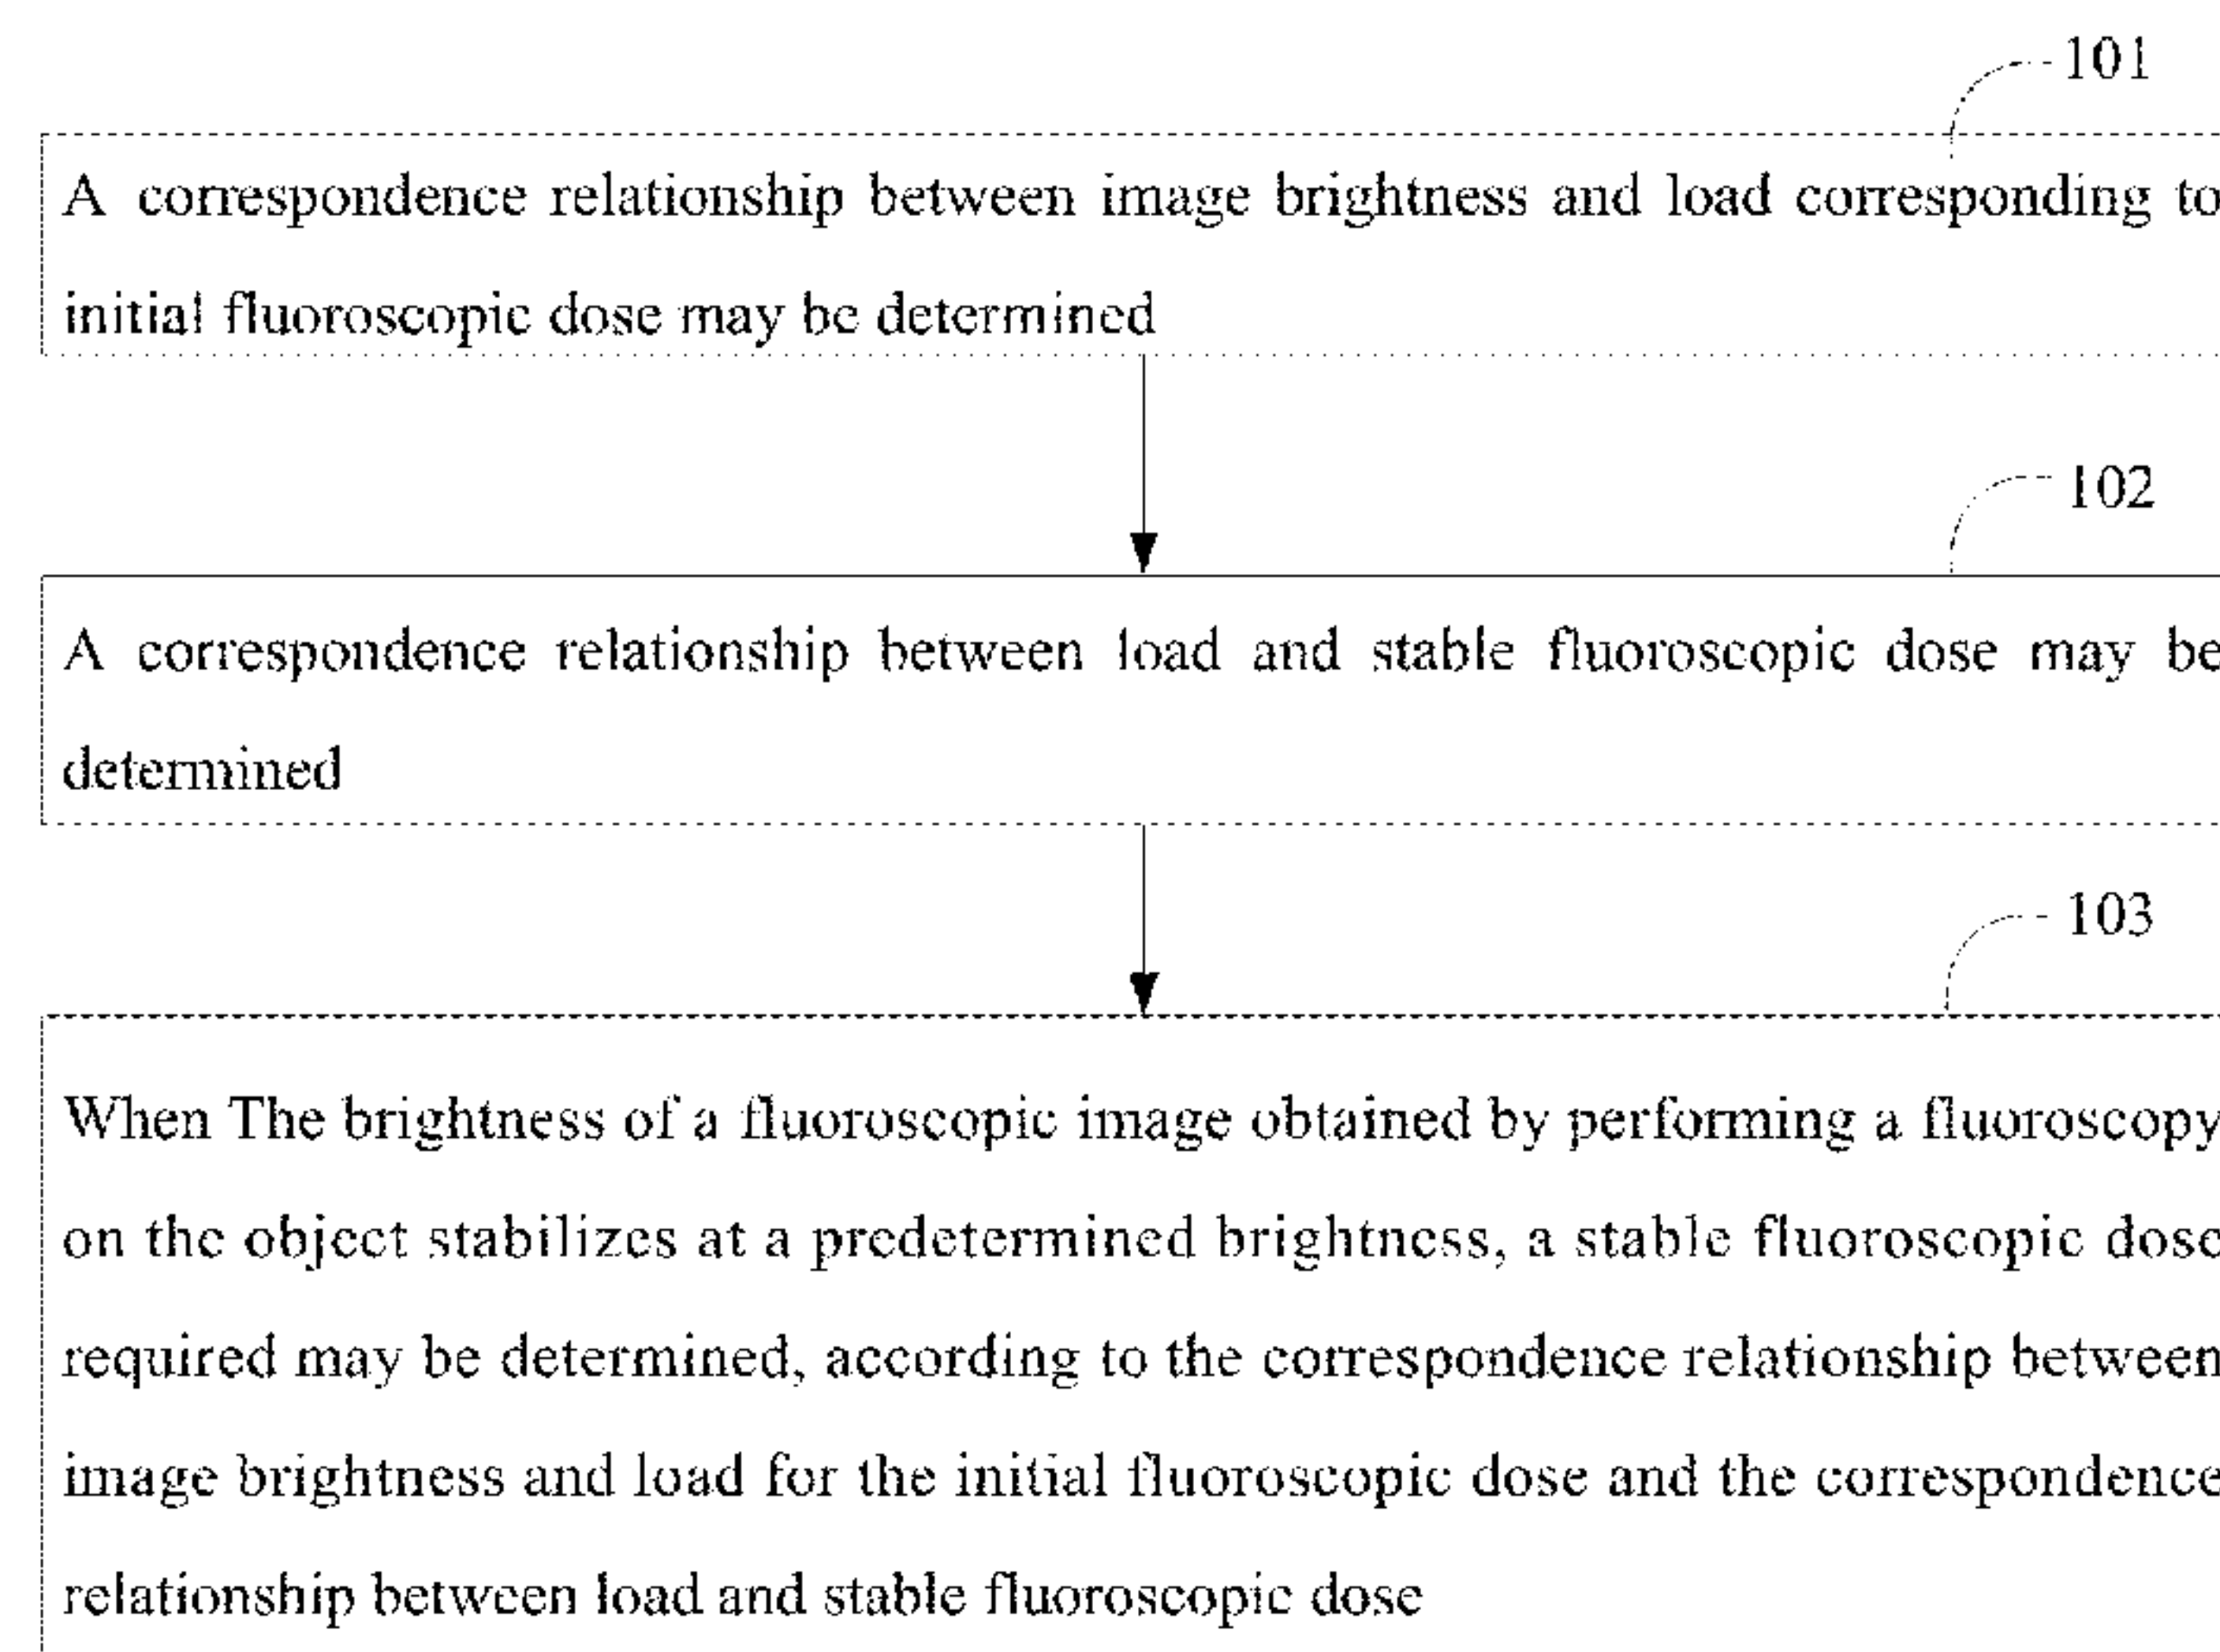 101
A correspondence relationship between image brightness and load corresponding to
initial fluoroscopic dose may be determined
102
A correspondence relationship between load and stable fluoroscopic dose may be
determined
103
When The brightness of a fluoroscopic image obtained by performing a fluoroscopy
on the object stabilizes at a predetermined brightness, a stable fluoroscopic dose
required may be determined, according to the correspondence relationship between
image brightness and load for the initial fluoroscopic dose and the correspondence
relationship between load and stable fluoroscopic dose